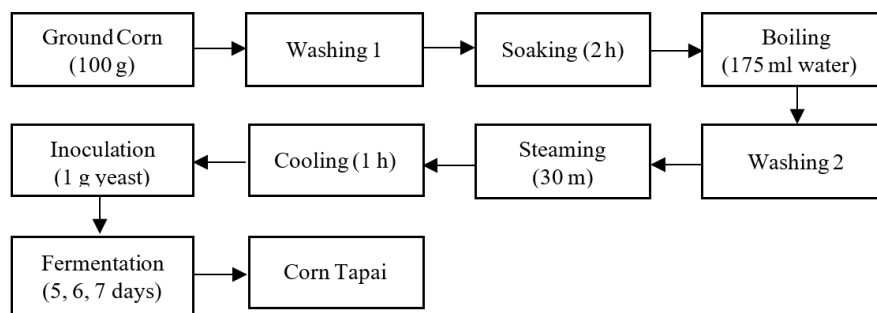 Ground Corn
(100 g)
Washing 1
Soaking (2 h)
Boiling
(175 ml water)
Washing 2
Steaming
(30 m)
Cooling (1 h)
Inoculation
(1 g yeast)
Fermentation
(5, 6, 7 days)
Corn Tapai